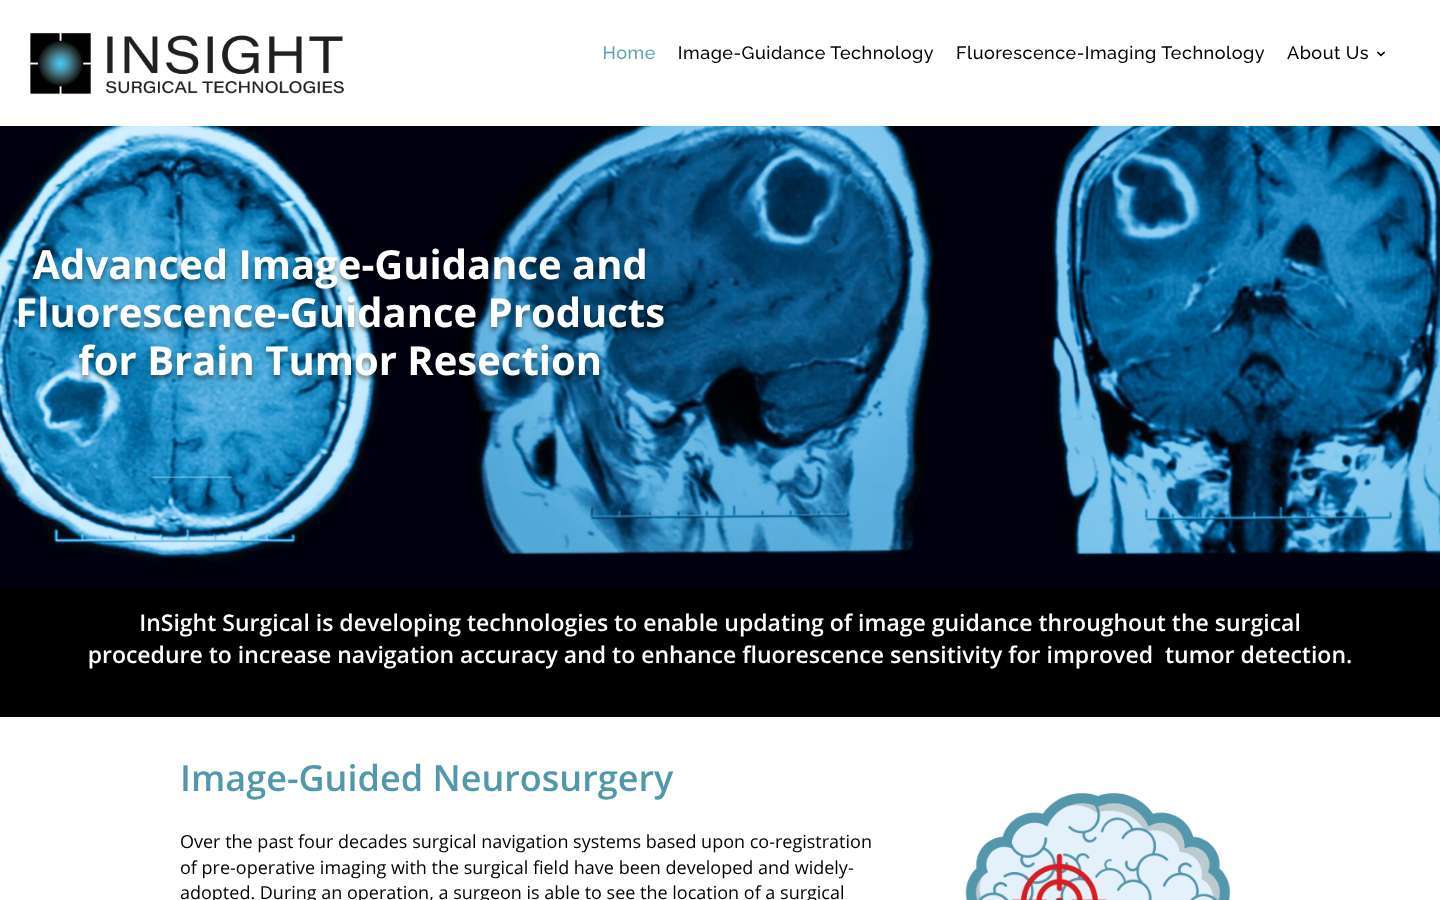 INSIGHT
SURGICAL TECHNOLOGIES
Home Image-Guidance Technology Fluorescence-Imaging Technology About Us
Advanced Image-Guidance and
Fluorescence-Guidance Products
for Brain Tumor Resection
InSight Surgical is developing technologies to enable updating of image guidance throughout the surgical
procedure to increase navigation accuracy and to enhance fluorescence sensitivity for improved  tumor detection.
Image-Guided Neurosurgery
Over the past four decades surgical navigation systems based upon co-registration
of pre-operative imaging with the surgical field have been developed and widely-
adopted. During an operation, a surgeon is able to see the location of a surgical